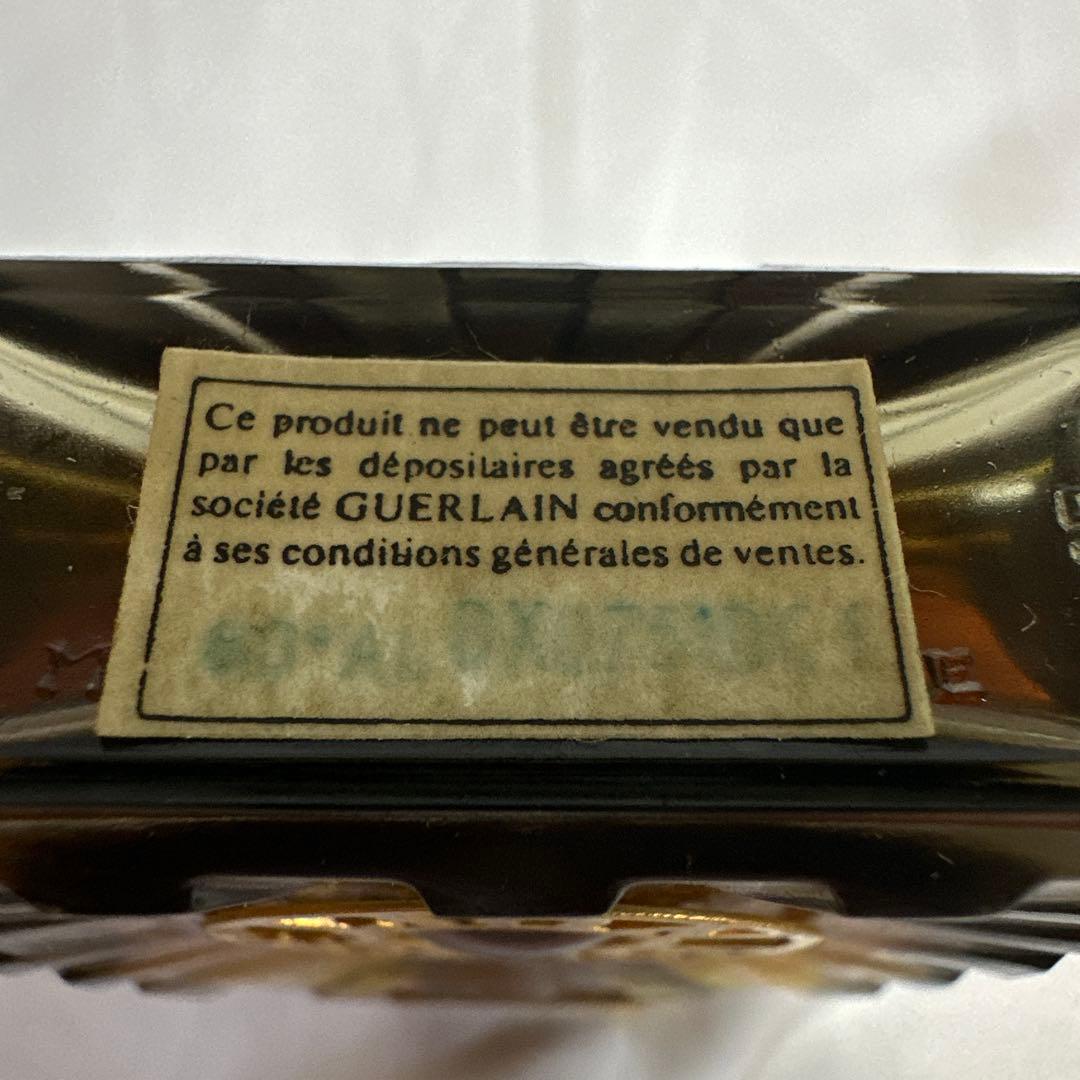 Ce produit ne peut être vendu que
par les dépositaires agréés par la
société GUERLAIN conformément
à ses conditions générales de ventes.